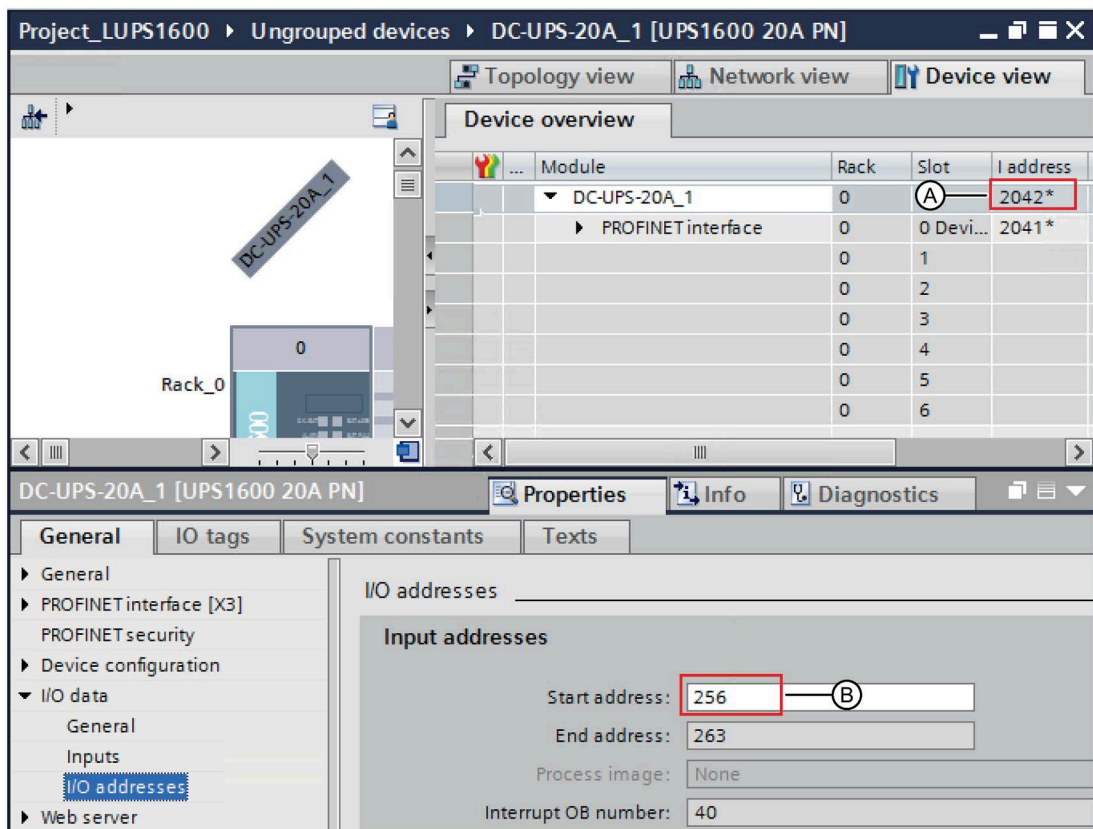 Project_LUPS1600 ▸ Ungrouped devices ▸ DC-UPS-20A_1 [UPS1600 20A PN]
Topology view Network view Device view
Device overview
... Module Rack Slot I address
DC-UPS-20A_1 0 A 2042*
PROFINET interface 0 0 Devi... 2041*
0 1
0 2
0 3
0 4
0 5
0 6
DC-UPS-20A_1
0
Rack_0
DC-UPS-20A_1 [UPS1600 20A PN] Properties Info Diagnostics
General IO tags System constants Texts
General
PROFINET interface [X3]
PROFINET security
Device configuration
I/O data
General
Inputs
I/O addresses
Web server
I/O addresses
Input addresses
Start address: 256 B
End address: 263
Process image: None
Interrupt OB number: 40